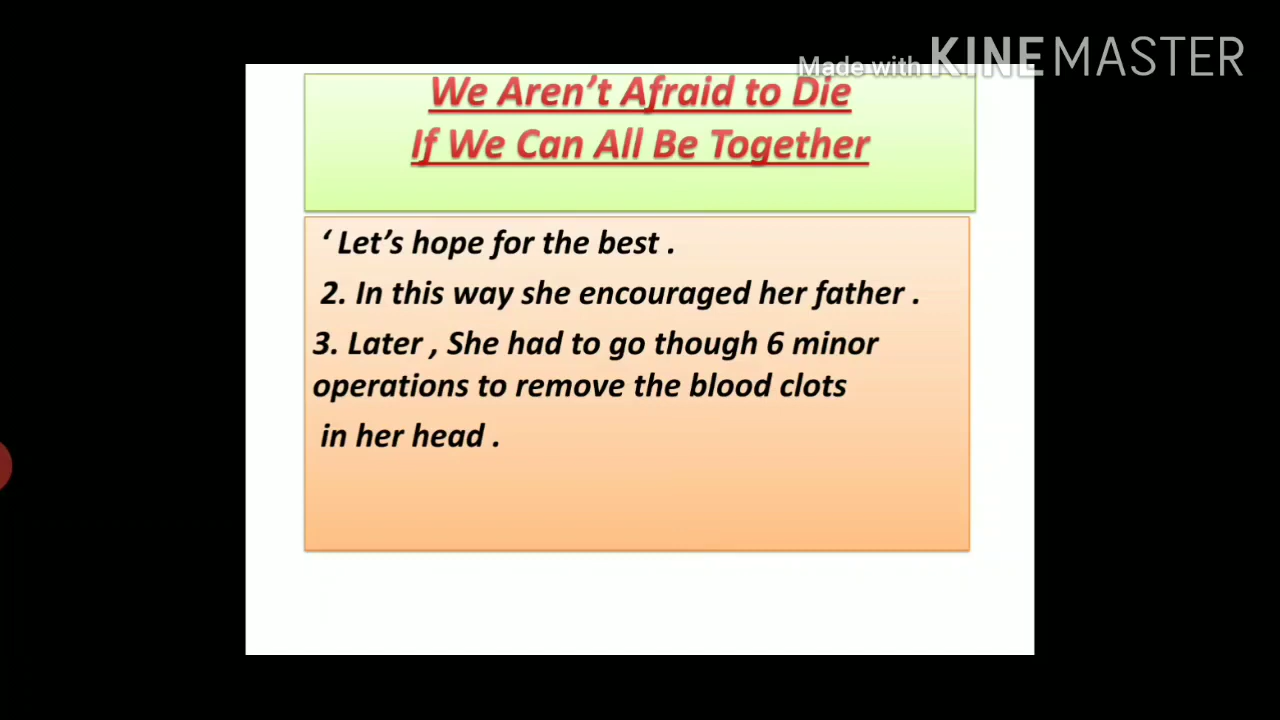 Made with KINEMASTER
We Aren’t Afraid to Die
If We Can All Be Together
‘ Let’s hope for the best .
2. In this way she encouraged her father .
3. Later , She had to go though 6 minor
operations to remove the blood clots
in her head .